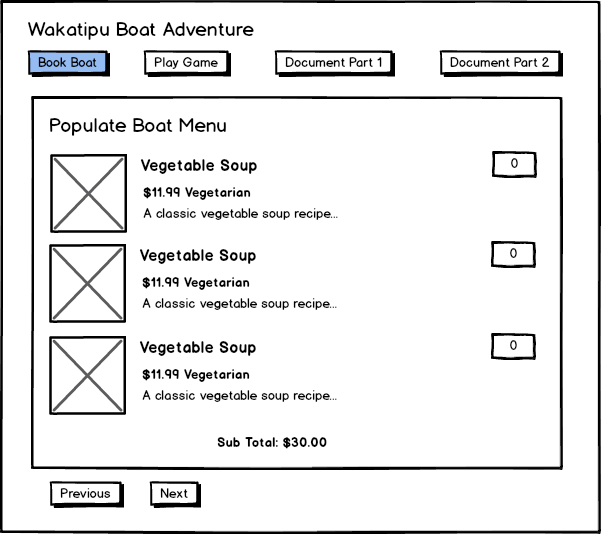 Wakatipu Boat Adventure
Book Boat Play Game Document Part 1 Document Part 2
Populate Boat Menu
Vegetable Soup 0
$11.99 Vegetarian
A classic vegetable soup recipe...
Vegetable Soup 0
$11.99 Vegetarian
A classic vegetable soup recipe...
Vegetable Soup 0
$11.99 Vegetarian
A classic vegetable soup recipe...
Sub Total: $30.00
Previous Next